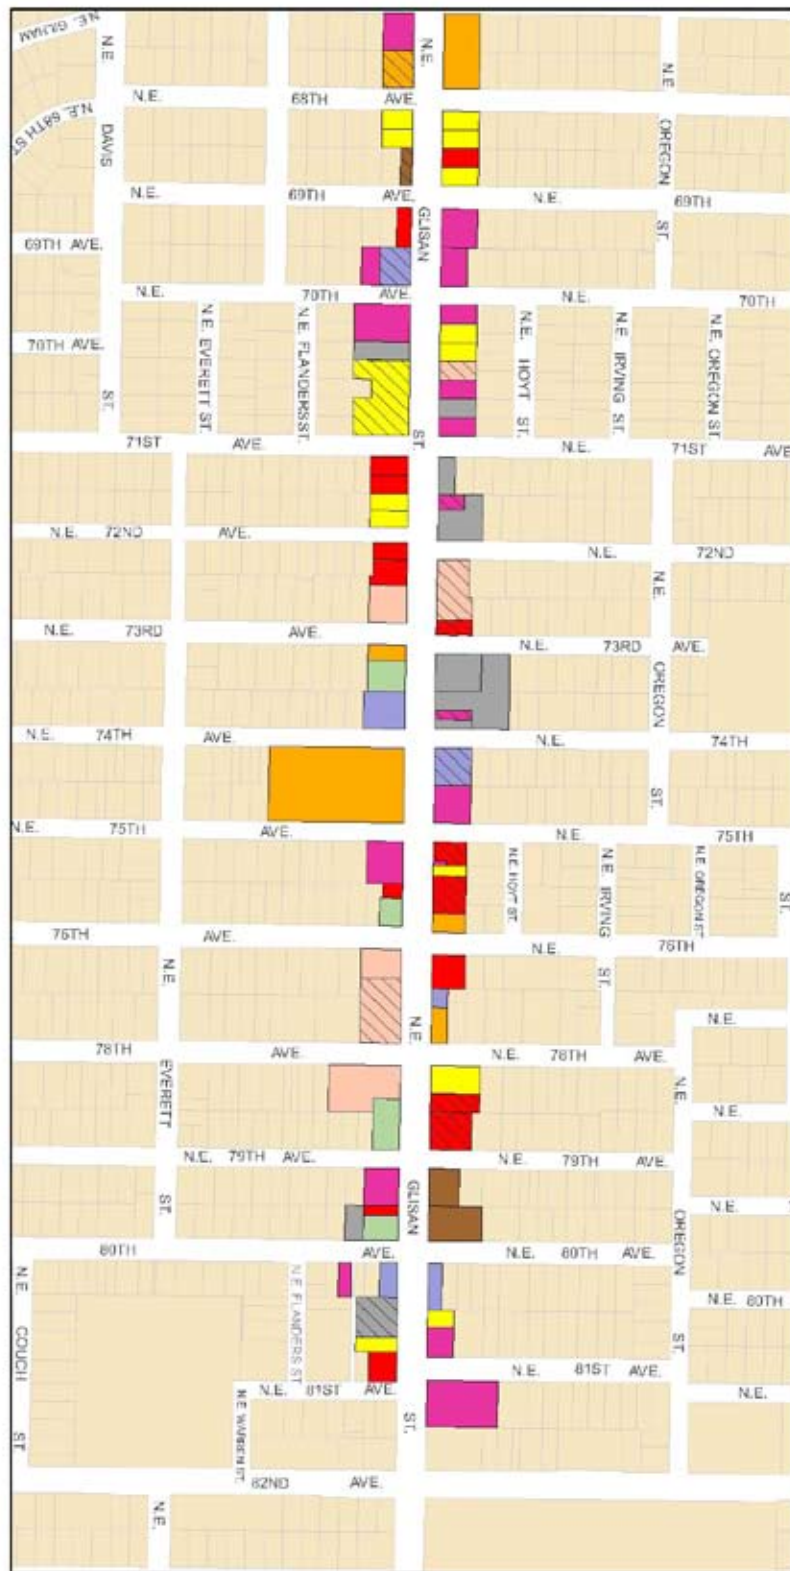 N.E. GILHAM
N.E.
N.E.
N.E.
N.E. 68TH AVE.
N.E. 68TH ST
DAVIS
OREGON
N.E. 69TH AVE. N.E. 69TH
GLISAN
ST.
69TH AVE.
N.E. 70TH AVE. N.E. 70TH
N.E. EVERETT ST.
N.E. FLANDERS ST.
N.E. HOYT ST.
N.E. IRVING ST.
N.E. OREGON ST.
70TH AVE.
ST.
ST.
71ST AVE. N.E. 71ST AVE
N.E. 72ND AVE. N.E. 72ND
N.E.
N.E. 73RD AVE. N.E. 73RD AVE.
OREGON
N.E. 74TH AVE. N.E. 74TH
ST.
N.E. 75TH AVE. N.E. 75TH
N.E. HOYT ST.
N.E. IRVING
N.E. OREGON ST
ST.
76TH AVE. N.E. 76TH
N.E.
ST.
N.E.
N.E.
78TH AVE. N.E. 78TH AVE.
EVERETT
N.E.
N.E.
N.E. 79TH AVE. N.E. 79TH AVE.
N.E.
ST.
GLISAN
OREGON
80TH AVE. N.E. 80TH AVE.
N.E.
COUCH
ST.
N.E. FLANDERS ST.
N.E. 80TH
ST.
N.E. 81ST AVE. N.E. 81ST AVE.
N.E.
N.E. WARREN ST.
ST.
82ND AVE.
N.E.
N.E.